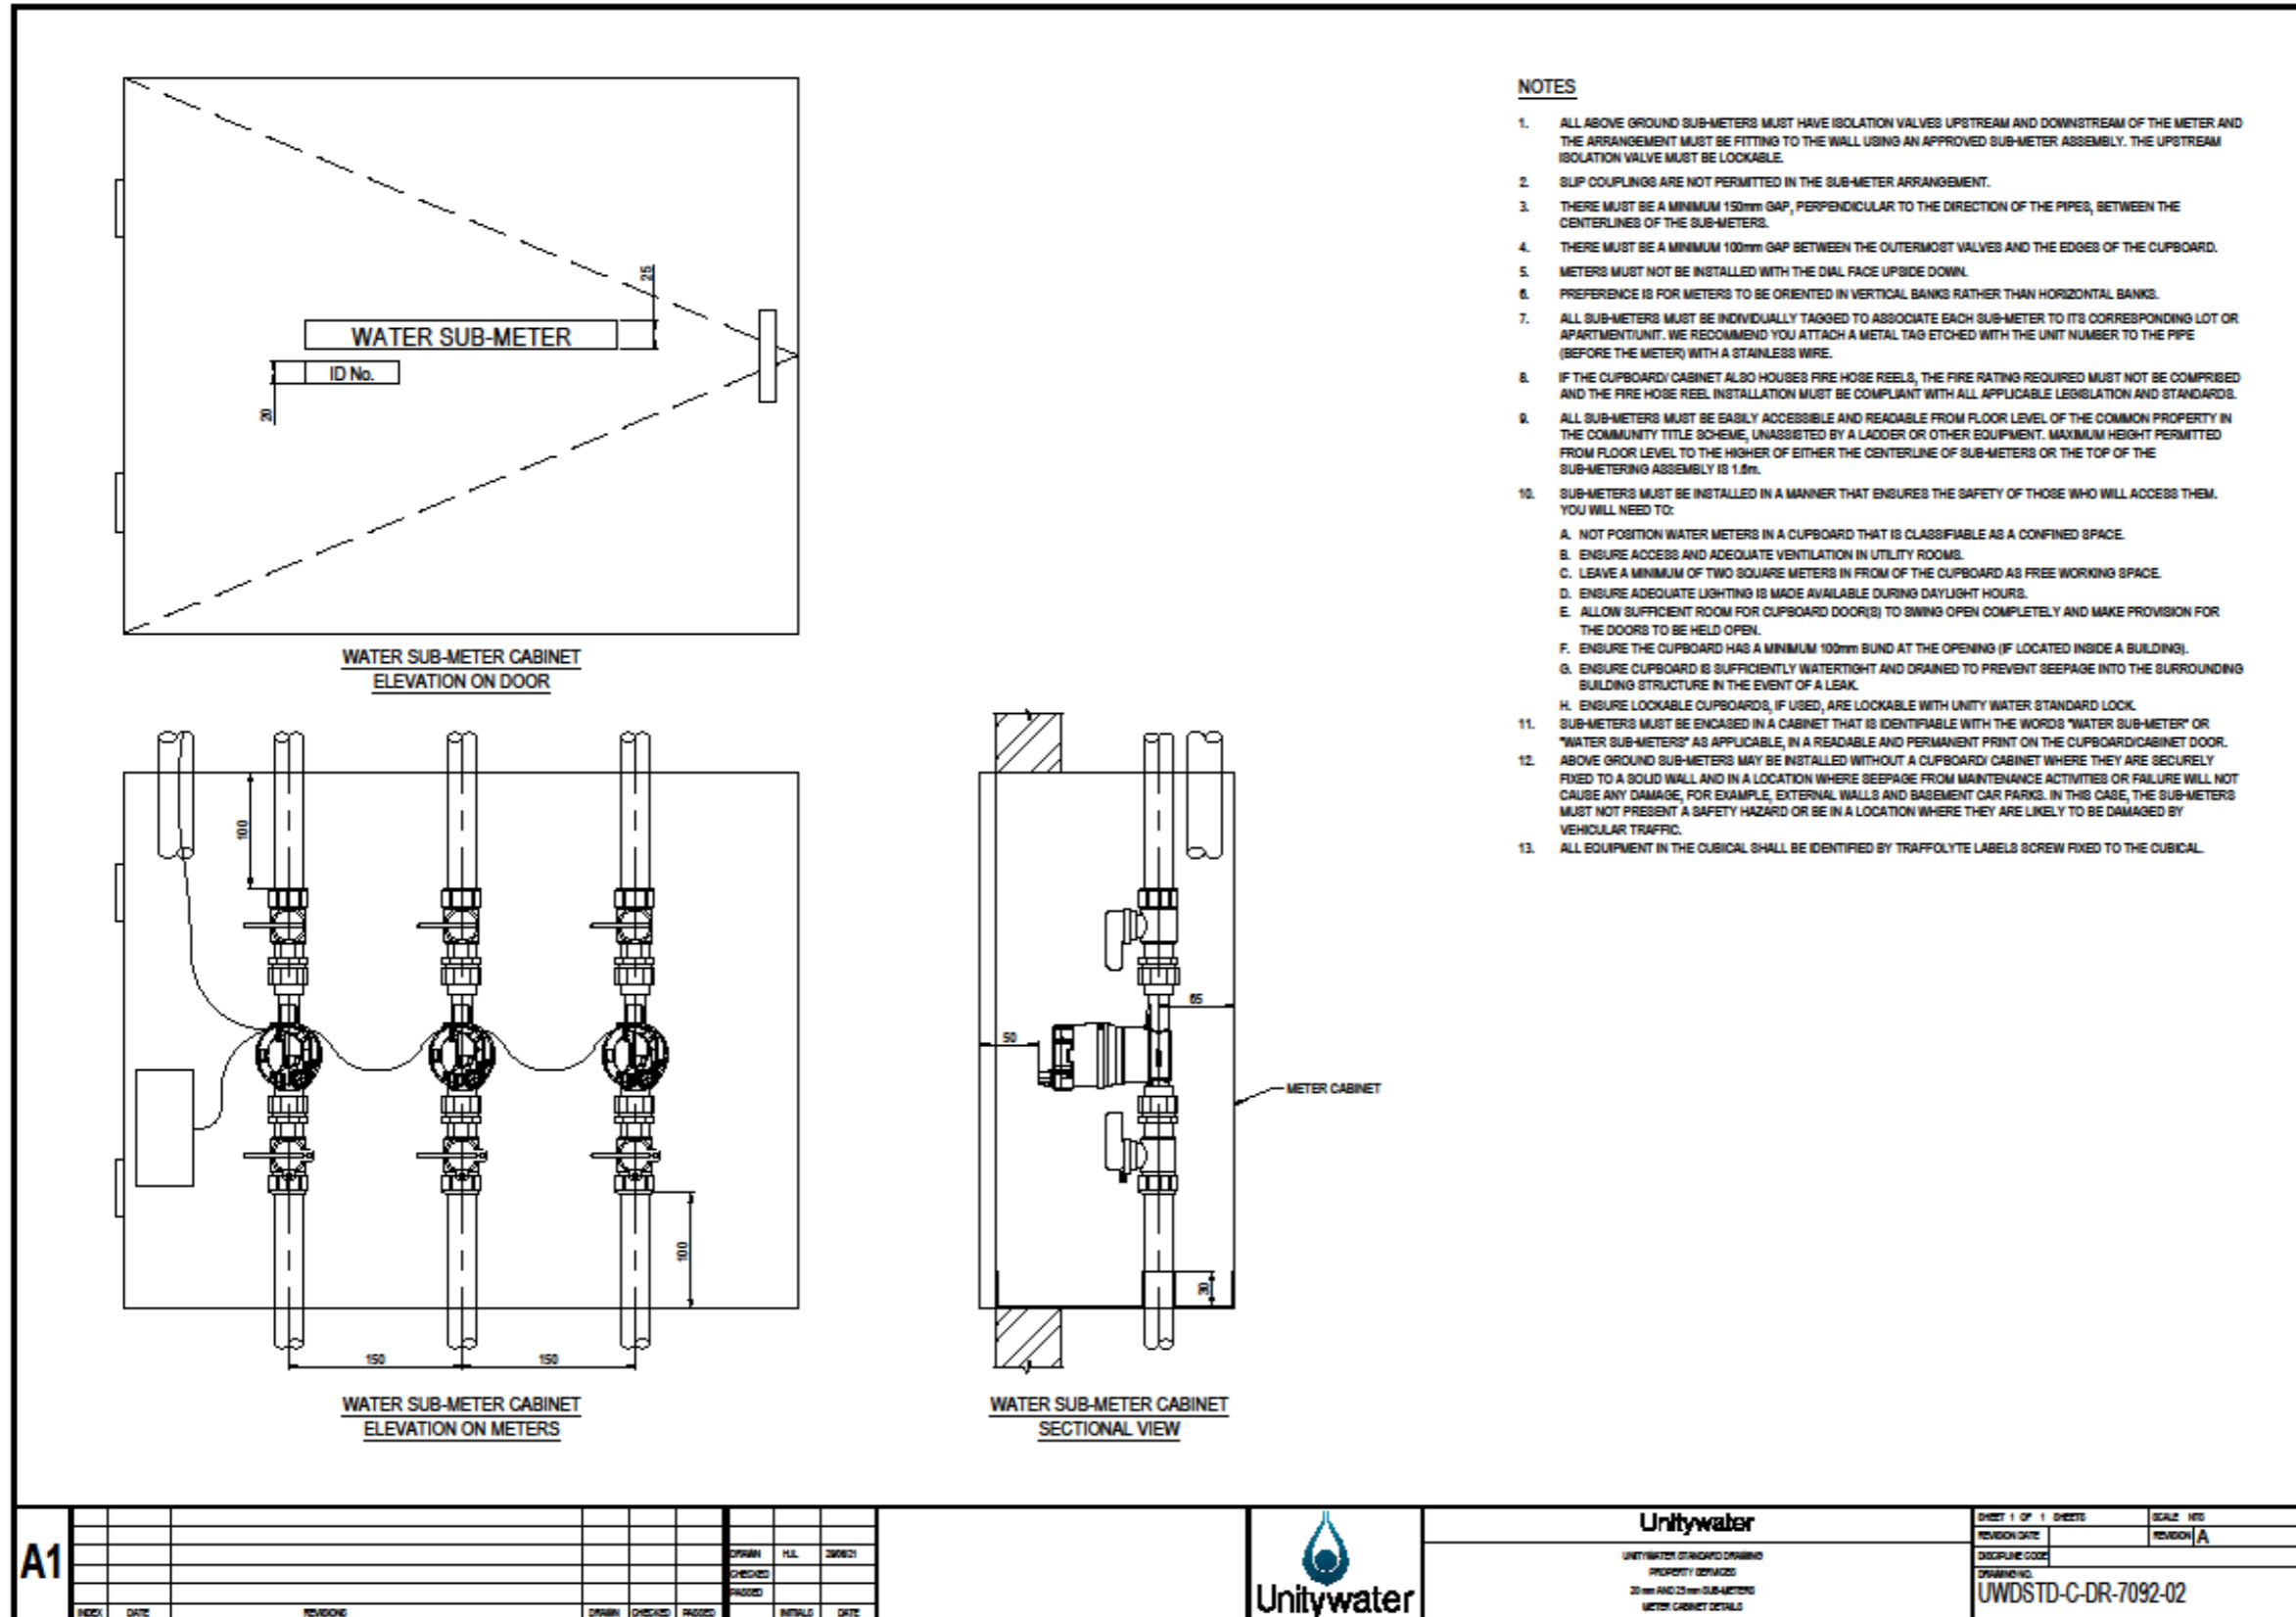 WATER SUB-METER
25
ID No.
20
WATER SUB-METER CABINET
ELEVATION ON DOOR
100
100
150
150
WATER SUB-METER CABINET
ELEVATION ON METERS
65
50
METER CABINET
30
WATER SUB-METER CABINET
SECTIONAL VIEW
NOTES
1. ALL ABOVE GROUND SUB-METERS MUST HAVE ISOLATION VALVES UPSTREAM AND DOWNSTREAM OF THE METER AND
THE ARRANGEMENT MUST BE FITTING TO THE WALL USING AN APPROVED SUB-METER ASSEMBLY. THE UPSTREAM
ISOLATION VALVE MUST BE LOCKABLE.
2. SLIP COUPLINGS ARE NOT PERMITTED IN THE SUB-METER ARRANGEMENT.
3. THERE MUST BE A MINIMUM 150mm GAP, PERPENDICULAR TO THE DIRECTION OF THE PIPES, BETWEEN THE
CENTERLINES OF THE SUB-METERS.
4. THERE MUST BE A MINIMUM 100mm GAP BETWEEN THE OUTERMOST VALVES AND THE EDGES OF THE CUPBOARD.
5. METERS MUST NOT BE INSTALLED WITH THE DIAL FACE UPSIDE DOWN.
6. PREFERENCE IS FOR METERS TO BE ORIENTED IN VERTICAL BANKS RATHER THAN HORIZONTAL BANKS.
7. ALL SUB-METERS MUST BE INDIVIDUALLY TAGGED TO ASSOCIATE EACH SUB-METER TO ITS CORRESPONDING LOT OR
APARTMENT/UNIT. WE RECOMMEND YOU ATTACH A METAL TAG ETCHED WITH THE UNIT NUMBER TO THE PIPE
(BEFORE THE METER) WITH A STAINLESS WIRE.
8. IF THE CUPBOARD/ CABINET ALSO HOUSES FIRE HOSE REELS, THE FIRE RATING REQUIRED MUST NOT BE COMPRISED
AND THE FIRE HOSE REEL INSTALLATION MUST BE COMPLIANT WITH ALL APPLICABLE LEGISLATION AND STANDARDS.
9. ALL SUB-METERS MUST BE EASILY ACCESSIBLE AND READABLE FROM FLOOR LEVEL OF THE COMMON PROPERTY IN
THE COMMUNITY TITLE SCHEME, UNASSISTED BY A LADDER OR OTHER EQUIPMENT. MAXIMUM HEIGHT PERMITTED
FROM FLOOR LEVEL TO THE HIGHER OF EITHER THE CENTERLINE OF SUB-METERS OR THE TOP OF THE
SUB-METERING ASSEMBLY IS 1.6m.
10. SUB-METERS MUST BE INSTALLED IN A MANNER THAT ENSURES THE SAFETY OF THOSE WHO WILL ACCESS THEM.
YOU WILL NEED TO:
A. NOT POSITION WATER METERS IN A CUPBOARD THAT IS CLASSIFIABLE AS A CONFINED SPACE.
B. ENSURE ACCESS AND ADEQUATE VENTILATION IN UTILITY ROOMS.
C. LEAVE A MINIMUM OF TWO SQUARE METERS IN FROM OF THE CUPBOARD AS FREE WORKING SPACE.
D. ENSURE ADEQUATE LIGHTING IS MADE AVAILABLE DURING DAYLIGHT HOURS.
E. ALLOW SUFFICIENT ROOM FOR CUPBOARD DOOR(S) TO SWING OPEN COMPLETELY AND MAKE PROVISION FOR
THE DOORS TO BE HELD OPEN.
F. ENSURE THE CUPBOARD HAS A MINIMUM 100mm BUND AT THE OPENING (IF LOCATED INSIDE A BUILDING).
G. ENSURE CUPBOARD IS SUFFICIENTLY WATERTIGHT AND DRAINED TO PREVENT SEEPAGE INTO THE SURROUNDING
BUILDING STRUCTURE IN THE EVENT OF A LEAK.
H. ENSURE LOCKABLE CUPBOARDS, IF USED, ARE LOCKABLE WITH UNITY WATER STANDARD LOCK.
11. SUB-METERS MUST BE ENCASED IN A CABINET THAT IS IDENTIFIABLE WITH THE WORDS "WATER SUB-METER" OR
"WATER SUB-METERS" AS APPLICABLE, IN A READABLE AND PERMANENT PRINT ON THE CUPBOARD/CABINET DOOR.
12. ABOVE GROUND SUB-METERS MAY BE INSTALLED WITHOUT A CUPBOARD/ CABINET WHERE THEY ARE SECURELY
FIXED TO A SOLID WALL AND IN A LOCATION WHERE SEEPAGE FROM MAINTENANCE ACTIVITIES OR FAILURE WILL NOT
CAUSE ANY DAMAGE, FOR EXAMPLE, EXTERNAL WALLS AND BASEMENT CAR PARKS. IN THIS CASE, THE SUB-METERS
MUST NOT PRESENT A SAFETY HAZARD OR BE IN A LOCATION WHERE THEY ARE LIKELY TO BE DAMAGED BY
VEHICULAR TRAFFIC.
13. ALL EQUIPMENT IN THE CUBICAL SHALL BE IDENTIFIED BY TRAFFOLYTE LABELS SCREW FIXED TO THE CUBICAL.
A1
INDEX DATE REVISIONS DRAWN CHECKED PASSED
DRAWN HJL
CHECKED
PASSED
INITIALS DATE
Unitywater
Unitywater
UNITYWATER STANDARD DRAWING
PROPERTY SERVICES
20 mm AND 25 mm SUB-METERS
METER CABINET DETAILS
SHEET 1 OF 1 SHEETS SCALE NTS
REVISION DATE REVISION A
DISCIPLINE CODE
DRAWING NO.
UWDSTD-C-DR-7092-02